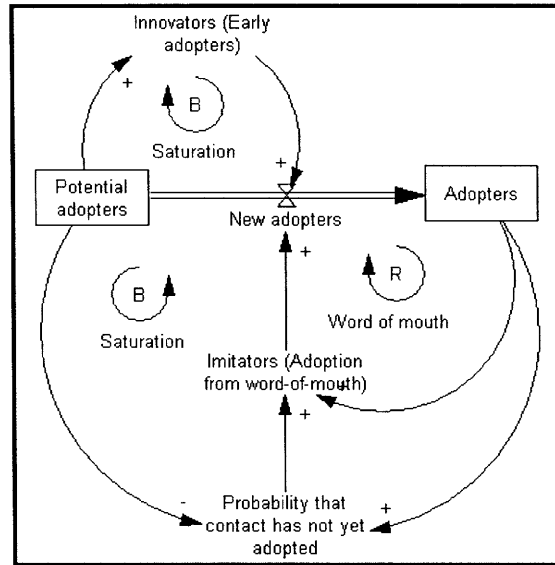 Innovators (Early
adopters)
+
B
Saturation
+
Potential
adopters
Adopters
New adopters
+
B
R
Saturation
Word of mouth
Imitators (Adoption
from word-of-mouth)
+
+
-
Probability that
contact has not yet
adopted
+